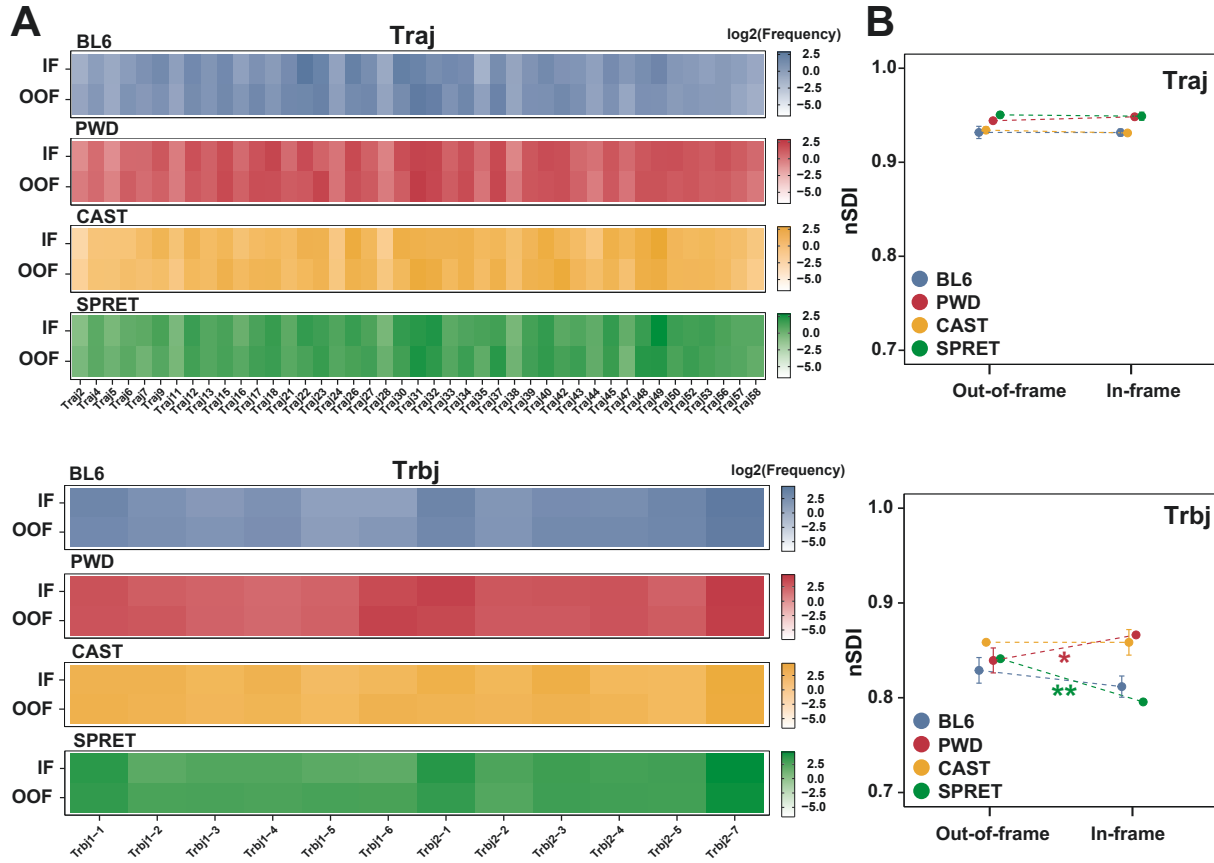 A
B
BL6
Traj
log2(Frequency)
IF
OOF
2.5
0.0
−2.5
−5.0
PWD
IF
OOF
2.5
0.0
−2.5
−5.0
CAST
IF
OOF
2.5
0.0
−2.5
−5.0
SPRET
IF
OOF
2.5
0.0
−2.5
−5.0
Traj2 Traj4 Traj5 Traj6 Traj7 Traj9 Traj11 Traj12 Traj13 Traj15 Traj16 Traj17 Traj18 Traj21 Traj22 Traj23 Traj24 Traj26 Traj27 Traj28 Traj30 Traj31 Traj32 Traj33 Traj34 Traj35 Traj37 Traj38 Traj39 Traj40 Traj42 Traj43 Traj44 Traj45 Traj47 Traj48 Traj49 Traj50 Traj52 Traj53 Traj56 Traj57 Traj58
Traj
1.0
0.9
0.8
0.7
nSDI
BL6
PWD
CAST
SPRET
Out-of-frame In-frame
BL6
Trbj
log2(Frequency)
IF
OOF
2.5
0.0
−2.5
−5.0
PWD
IF
OOF
2.5
0.0
−2.5
−5.0
CAST
IF
OOF
2.5
0.0
−2.5
−5.0
SPRET
IF
OOF
2.5
0.0
−2.5
−5.0
Trbj1−1 Trbj1−2 Trbj1−3 Trbj1−4 Trbj1−5 Trbj1−6 Trbj2−1 Trbj2−2 Trbj2−3 Trbj2−4 Trbj2−5 Trbj2−7
Trbj
1.0
0.9
0.8
0.7
nSDI
*
**
BL6
PWD
CAST
SPRET
Out-of-frame In-frame